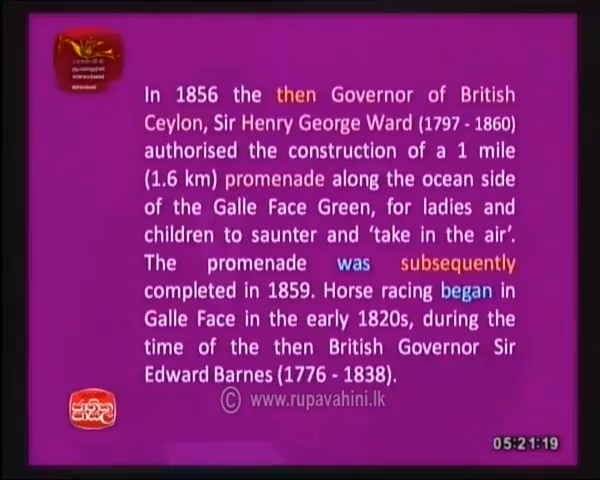 In 1856 the then Governor of British
Ceylon, Sir Henry George Ward (1797 - 1860)
authorised the construction of a 1 mile
(1.6 km) promenade along the ocean side
of the Galle Face Green, for ladies and
children to saunter and ‘take in the air’.
The promenade was subsequently
completed in 1859. Horse racing began in
Galle Face in the early 1820s, during the
time of the then British Governor Sir
Edward Barnes (1776 - 1838).
© www.rupavahini.lk
05:21:19